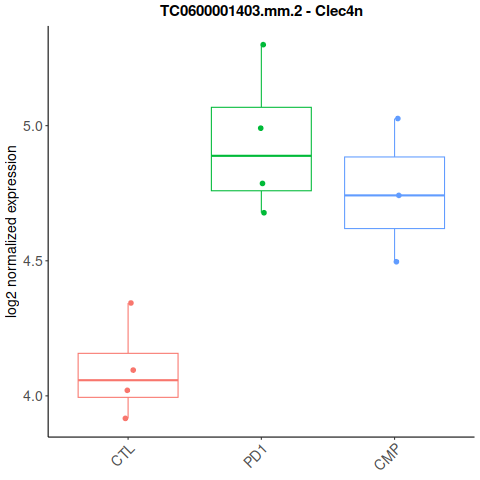 TC0600001403.mm.2 - Clec4n
log2 normalized expression
5.0
4.5
4.0
CTL
PD1
CMP